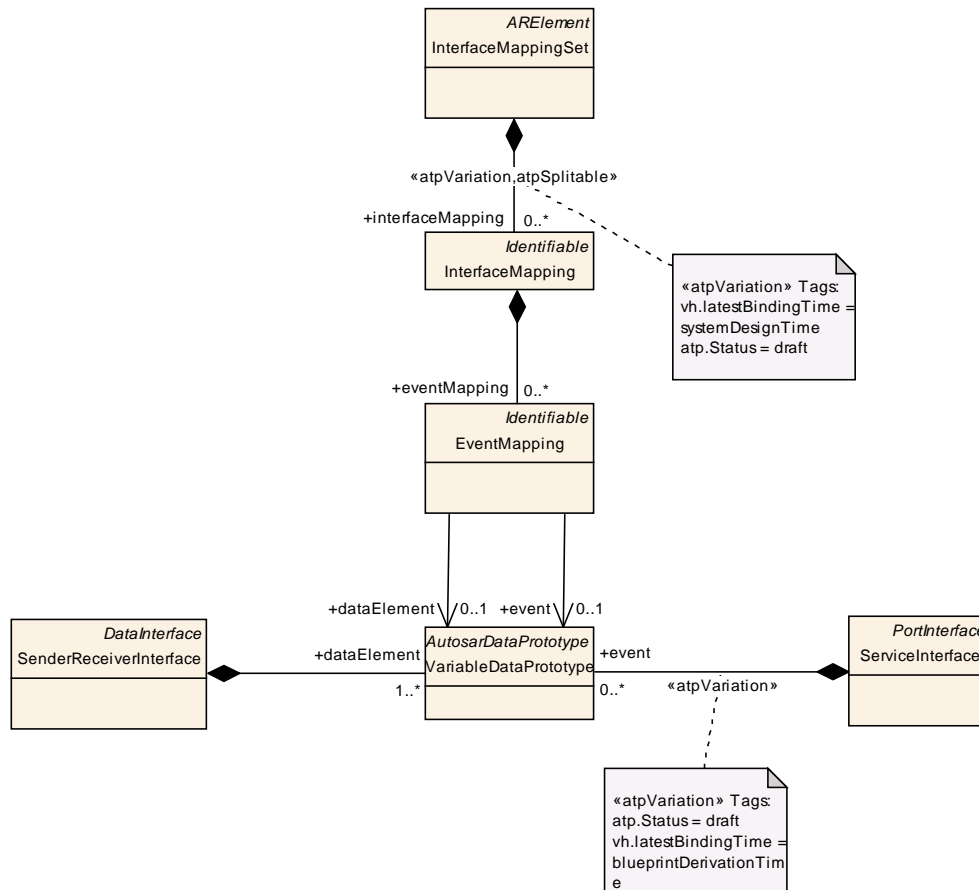 ARElement
InterfaceMappingSet
«atpVariation,atpSplitable»
+interfaceMapping 0..*
Identifiable
InterfaceMapping
«atpVariation» Tags:
vh.latestBindingTime =
systemDesignTime
atp.Status = draft
+eventMapping 0..*
Identifiable
EventMapping
+dataElement 0..1 +event 0..1
DataInterface
SenderReceiverInterface
+dataElement
1..*
AutosarDataPrototype
VariableDataPrototype
+event
0..*
«atpVariation»
PortInterface
ServiceInterface
«atpVariation» Tags:
atp.Status = draft
vh.latestBindingTime =
blueprintDerivationTim
e